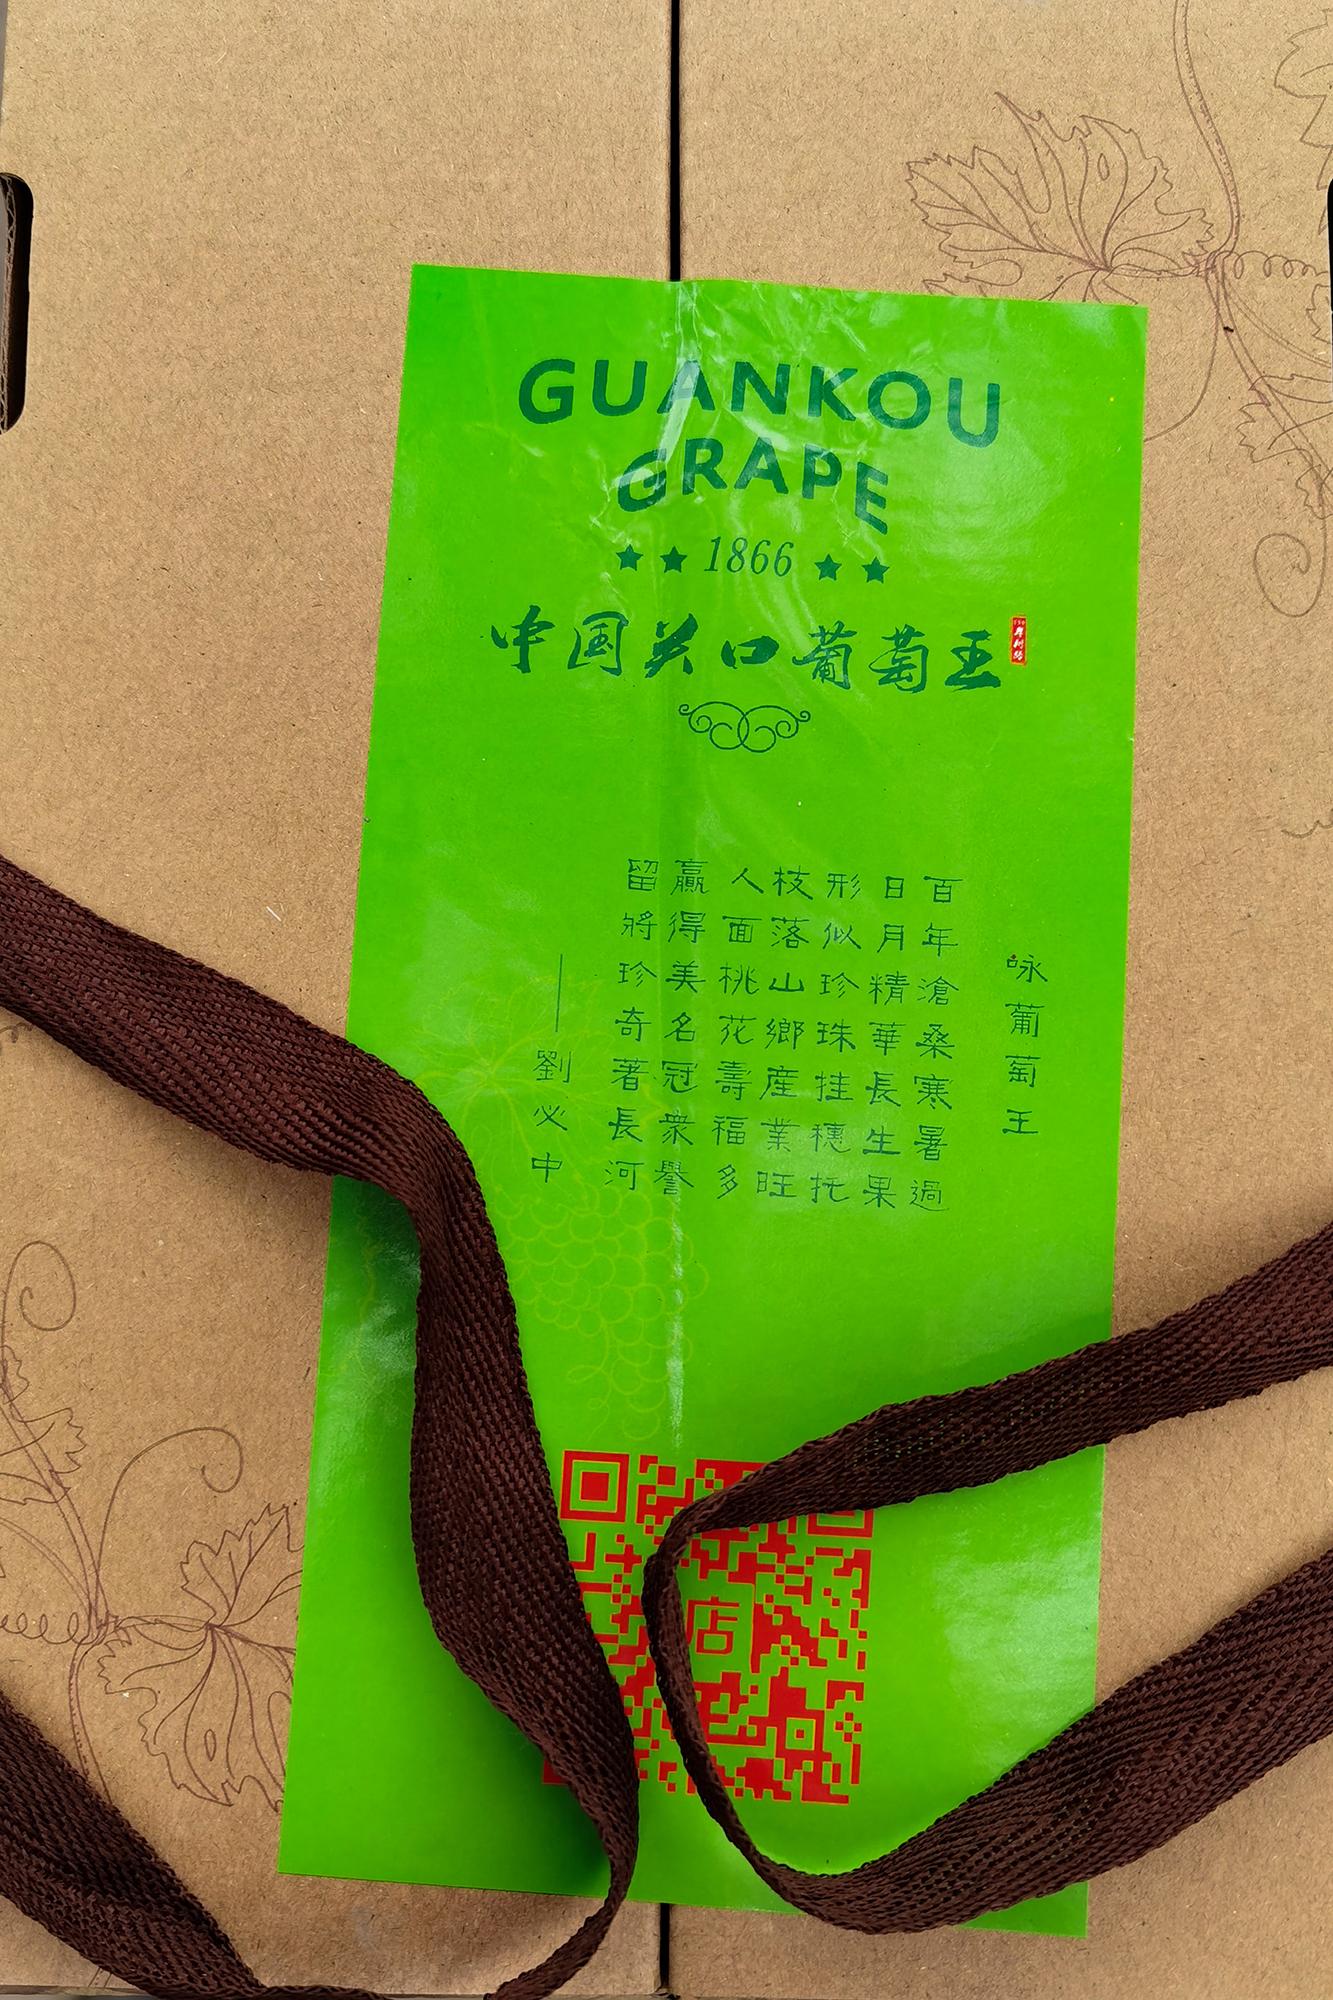 GUANKOU
GRAPE
★ ★ 1866 ★ ★
中国关口葡萄王
咏葡萄王
百年滄桑寒暑過
日月精華長生果
形似珍珠挂穗托
枝落山鄉産業旺
人面桃花壽福多
贏得美名冠衆譽
留將珍奇著長河
——劉必中
店